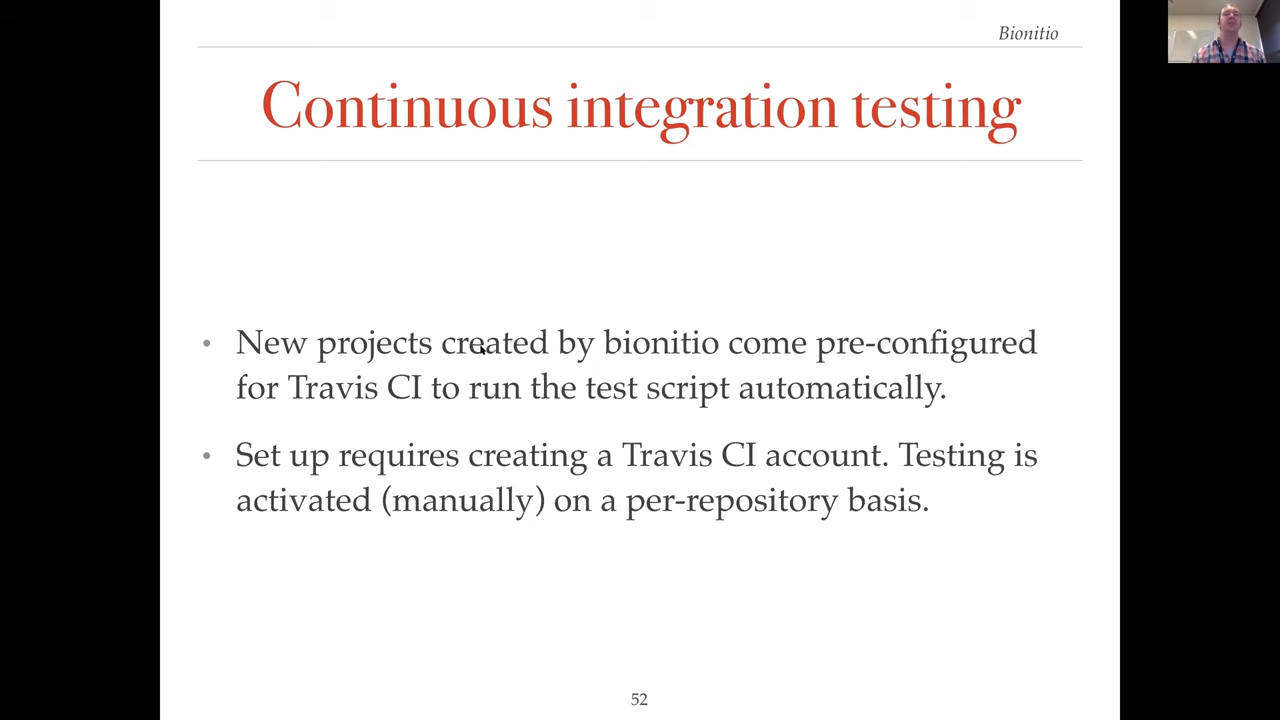 Bionitio
Continuous integration testing
• New projects created by bionitio come pre-configured
for Travis CI to run the test script automatically.
• Set up requires creating a Travis CI account. Testing is
activated (manually) on a per-repository basis.
52